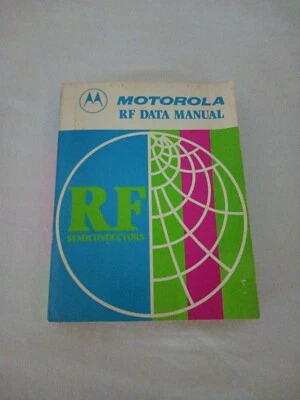 MOTOROLA
RF DATA MANUAL
RF
SEMICONDUCTORS